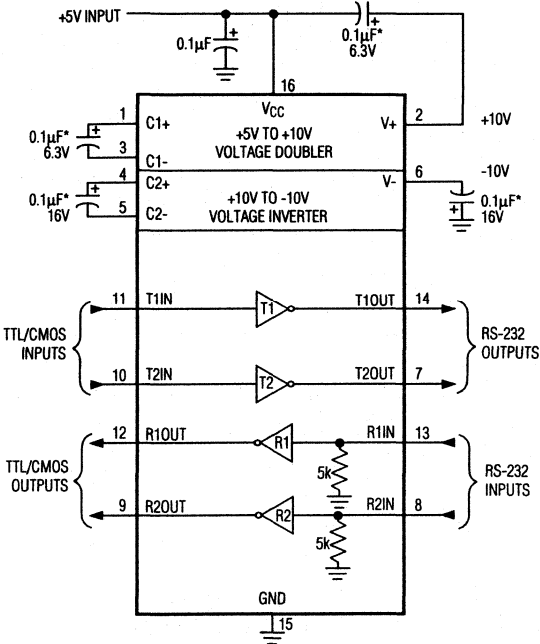 +5V INPUT
0.1µF
+
+
0.1µF*
6.3V
16
VCC
1
C1+
+5V TO +10V
VOLTAGE DOUBLER
V+
2
+10V
0.1µF*
6.3V
+
3
C1-
4
C2+
+10V TO -10V
VOLTAGE INVERTER
V-
6
-10V
0.1µF*
16V
+
5
C2-
+
0.1µF*
16V
TTL/CMOS
INPUTS
11
T1IN
T1
T1OUT
14
RS-232
OUTPUTS
10
T2IN
T2
T2OUT
7
TTL/CMOS
OUTPUTS
12
R1OUT
R1
R1IN
13
5k
RS-232
INPUTS
9
R2OUT
R2
R2IN
8
5k
GND
15